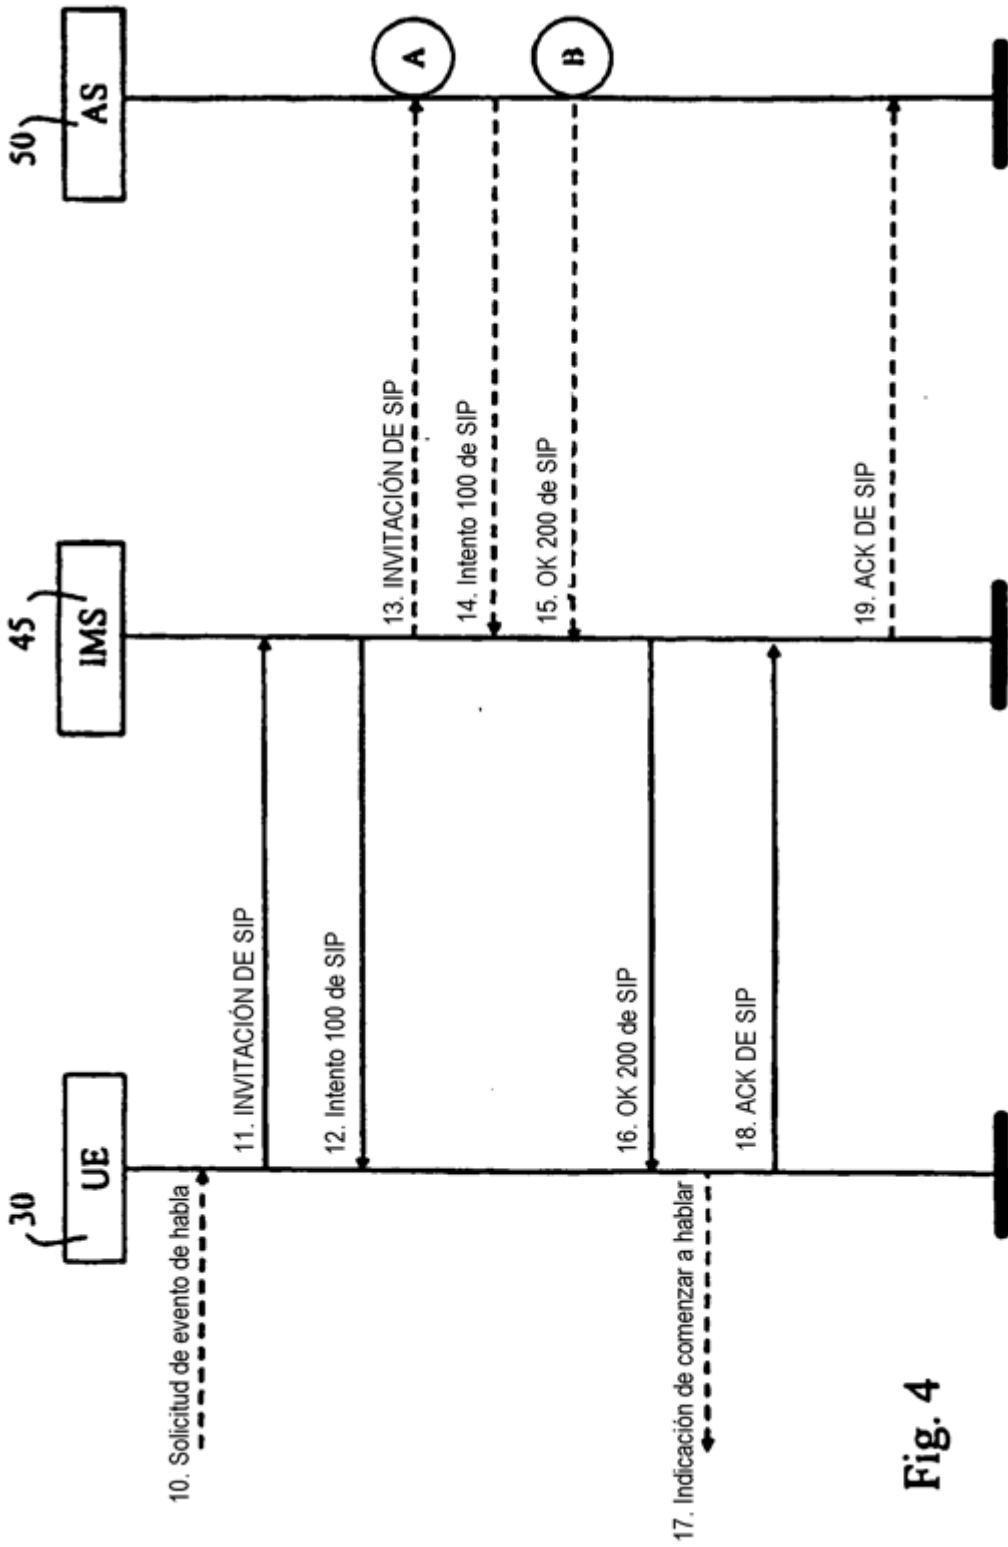 30
UE
45
IMS
50
AS
10. Solicitud de evento de habla
11. INVITACIÓN DE SIP
12. Intento 100 de SIP
13. INVITACIÓN DE SIP
A
14. Intento 100 de SIP
15. OK 200 de SIP
B
16. OK 200 de SIP
17. Indicación de comenzar a hablar
18. ACK DE SIP
19. ACK DE SIP
Fig. 4